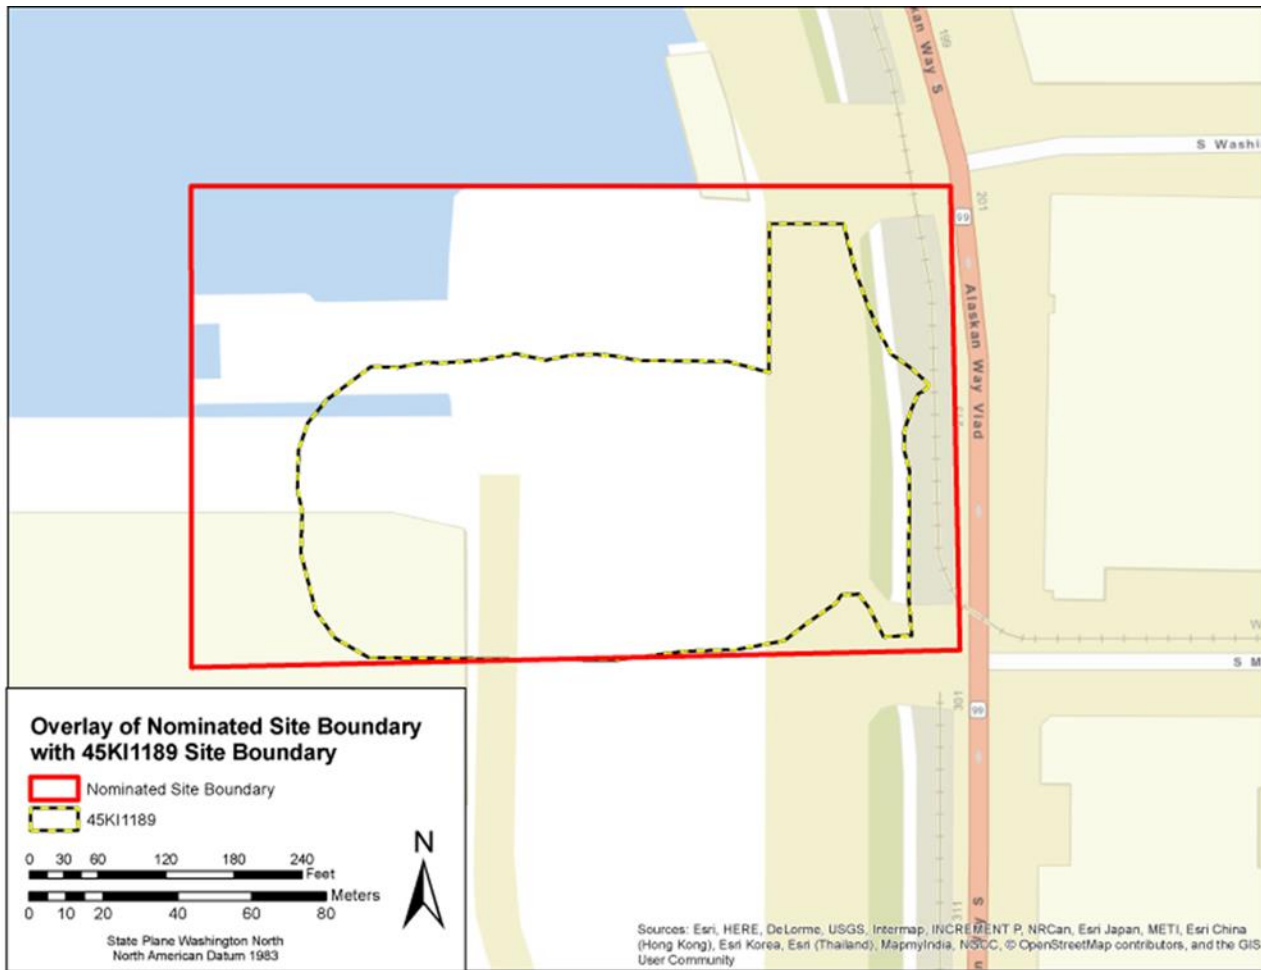 kan Way S
199
S Washi
201
99
Alaskan Way Viad
S M
301
99
311
Overlay of Nominated Site Boundary
with 45KI1189 Site Boundary
Nominated Site Boundary
45KI1189
N
0 30 60 120 180 240
Feet
Meters
0 10 20 40 60 80
State Plane Washington North
North American Datum 1983
Sources: Esri, HERE, DeLorme, USGS, Intermap, INCREMENT P, NRCan, Esri Japan, METI, Esri China
(Hong Kong), Esri Korea, Esri (Thailand), MapmyIndia, NGCC, © OpenStreetMap contributors, and the GIS
User Community